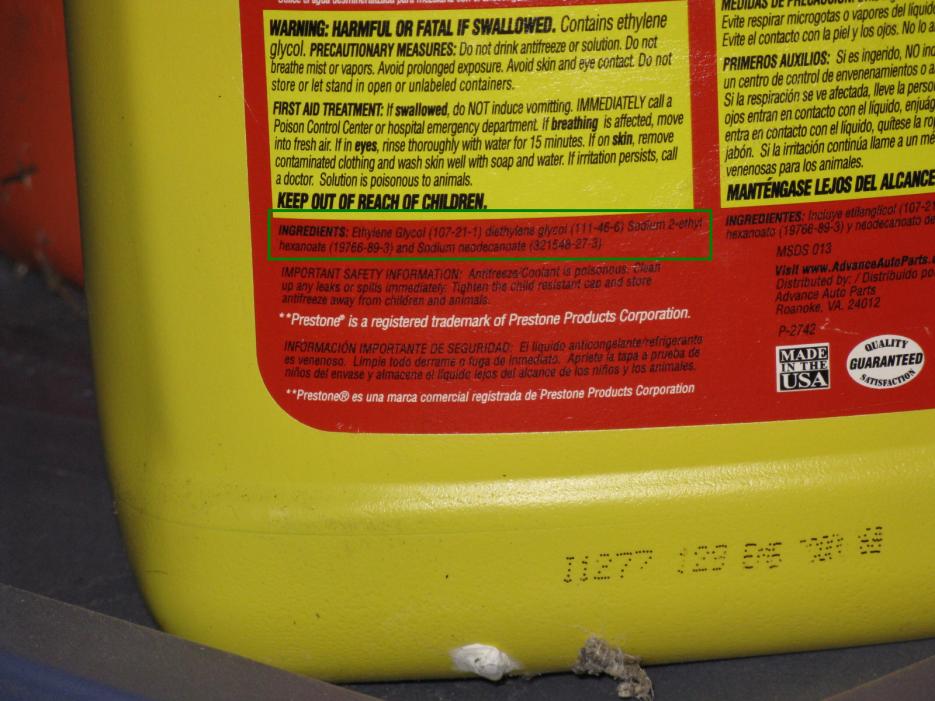 WARNING: HARMFUL OR FATAL IF SWALLOWED. Contains ethylene
glycol. PRECAUTIONARY MEASURES: Do not drink antifreeze or solution. Do not
breathe mist or vapors. Avoid prolonged exposure. Avoid skin and eye contact. Do not
store or let stand in open or unlabeled containers.
FIRST AID TREATMENT: If swallowed, do NOT induce vomitting. IMMEDIATELY call a
Poison Control Center or hospital emergency department. If breathing is affected, move
into fresh air. If in eyes, rinse thoroughly with water for 15 minutes. If on skin, remove
contaminated clothing and wash skin well with soap and water. If irritation persists, call
a doctor. Solution is poisonous to animals.
KEEP OUT OF REACH OF CHILDREN.
INGREDIENTS: Ethylene Glycol (107-21-1) diethylene glycol (111-46-6) Sodium 2-ethyl
hexanoate (19766-89-3) and Sodium neodecanoate (321548-27-3)
IMPORTANT SAFETY INFORMATION: Antifreeze/Coolant is poisonous. Clean
up any leaks or spills immediately. Tighten the child resistant cap and store
antifreeze away from children and animals.
**Prestone® is a registered trademark of Prestone Products Corporation.
INFORMACIÓN IMPORTANTE DE SEGURIDAD: El líquido anticongelante/refrigerante
es venenoso. Limpie todo derrame o fuga de inmediato. Apriete la tapa a prueba de
niños del envase y almacene el líquido lejos del alcance de los niños y los animales.
**Prestone® es una marca comercial registrada de Prestone Products Corporation
MEDIDAS DE PRECAUCIÓN:
Evite respirar microgotas o vapores del líquido
Evite el contacto con la piel y los ojos. No lo
PRIMEROS AUXILIOS: Si es ingerido, NO
un centro de control de envenenamientos o
Si la respiración se ve afectada, lleve la
ojos entran en contacto con el líquido,
entra en contacto con el líquido, quítese la
jabón. Si la irritación continúa llame a un
venenosas para los animales.
MANTÉNGASE LEJOS DEL ALCANCE
INGREDIENTES: Incluye etilanglicol (107-21
hexanoato (19766-89-3) y neodecanoato de
MSDS 013
Visit www.AdvanceAutoParts.
Distributed by: / Distribuido
Advance Auto Parts
Roanoke, VA. 24012
P-2742
MADE
IN THE
USA
QUALITY
GUARANTEED
SATISFACTION
11277